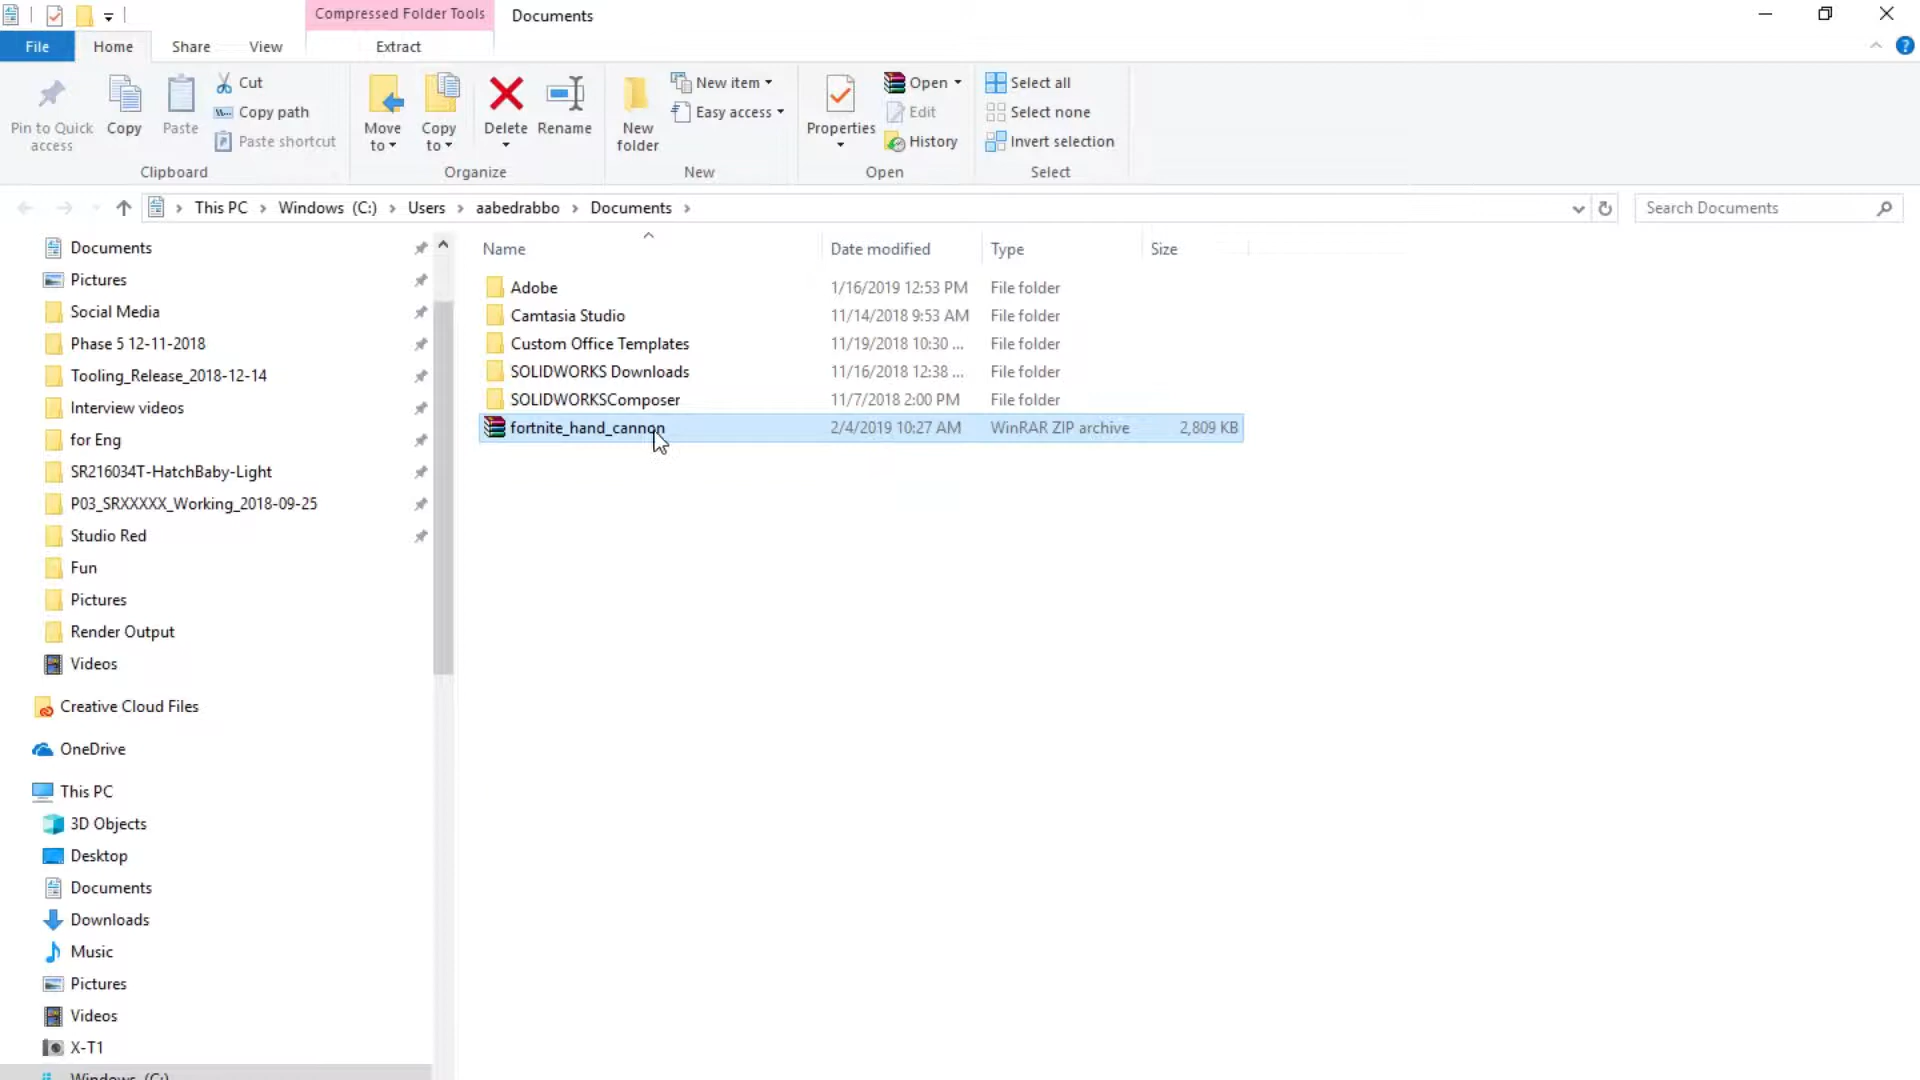 Compressed Folder Tools
Documents
File
Home
Share
View
Extract
Pin to Quick access
Copy
Paste
Cut
Copy path
Paste shortcut
Clipboard
Move to
Copy to
Delete
Rename
Organize
New folder
New item
Easy access
New
Properties
Open
Edit
History
Open
Select all
Select none
Invert selection
Select
This PC > Windows (C:) > Users > aabedrabbo > Documents >
Search Documents
Documents
Pictures
Social Media
Phase 5 12-11-2018
Tooling_Release_2018-12-14
Interview videos
for Eng
SR216034T-HatchBaby-Light
P03_SRXXXXX_Working_2018-09-25
Studio Red
Fun
Pictures
Render Output
Videos
Creative Cloud Files
OneDrive
This PC
3D Objects
Desktop
Documents
Downloads
Music
Pictures
Videos
X-T1
Windows (C:)
Name Date modified Type Size
Adobe 1/16/2019 12:53 PM File folder
Camtasia Studio 11/14/2018 9:53 AM File folder
Custom Office Templates 11/19/2018 10:30 ... File folder
SOLIDWORKS Downloads 11/16/2018 12:38 ... File folder
SOLIDWORKSComposer 11/7/2018 2:00 PM File folder
fortnite_hand_cannon 2/4/2019 10:27 AM WinRAR ZIP archive 2,809 KB